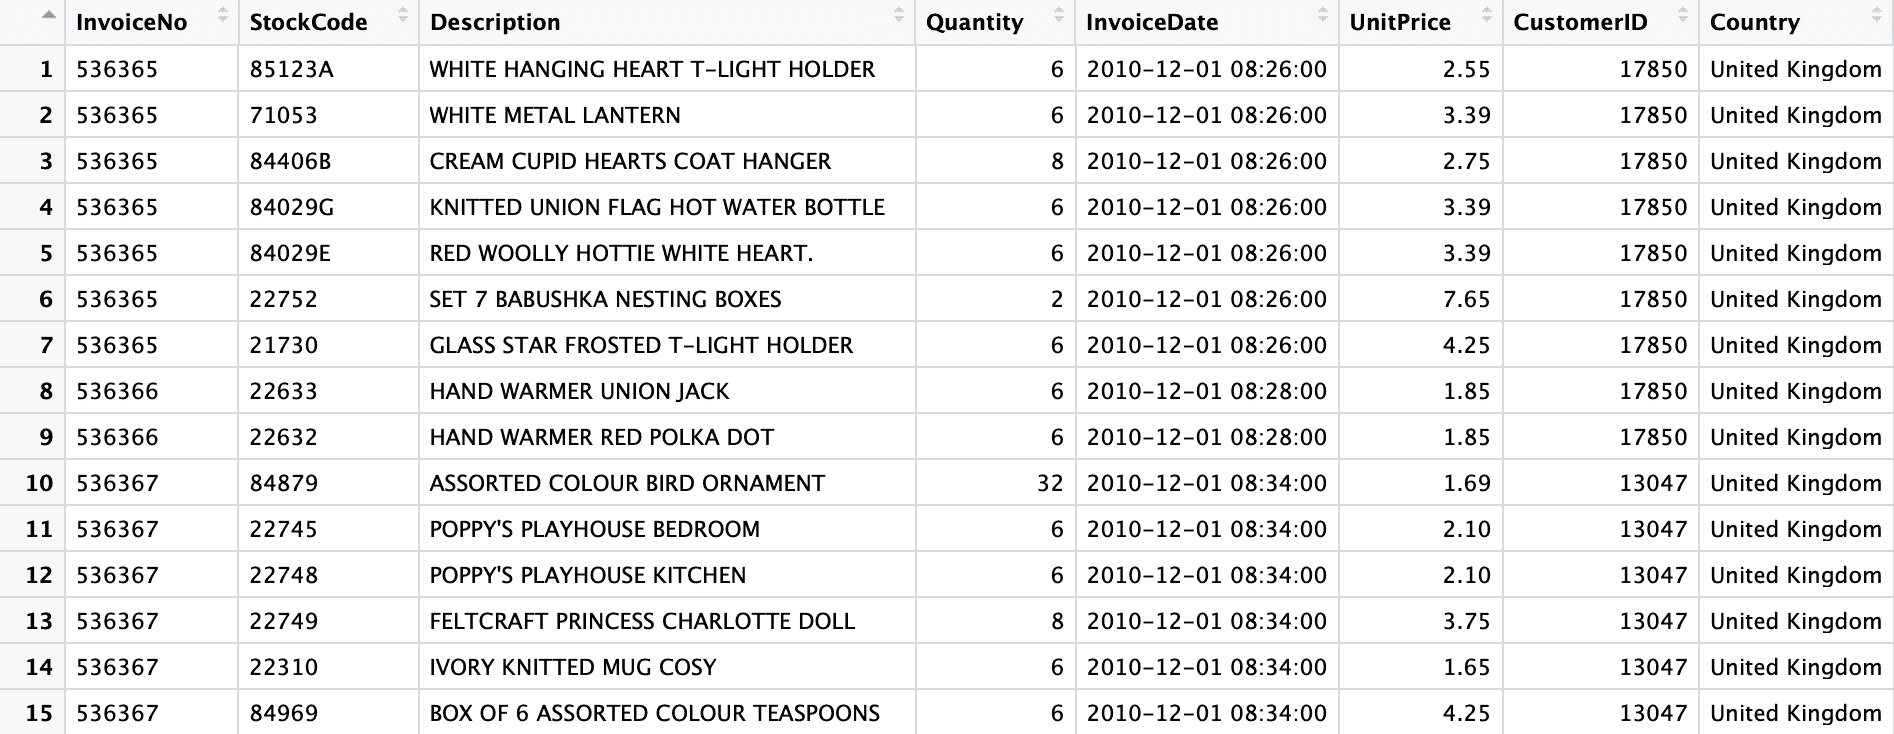 InvoiceNo StockCode Description Quantity InvoiceDate UnitPrice CustomerID Country
1 536365 85123A WHITE HANGING HEART T-LIGHT HOLDER 6 2010-12-01 08:26:00 2.55 17850 United Kingdom
2 536365 71053 WHITE METAL LANTERN 6 2010-12-01 08:26:00 3.39 17850 United Kingdom
3 536365 84406B CREAM CUPID HEARTS COAT HANGER 8 2010-12-01 08:26:00 2.75 17850 United Kingdom
4 536365 84029G KNITTED UNION FLAG HOT WATER BOTTLE 6 2010-12-01 08:26:00 3.39 17850 United Kingdom
5 536365 84029E RED WOOLLY HOTTIE WHITE HEART. 6 2010-12-01 08:26:00 3.39 17850 United Kingdom
6 536365 22752 SET 7 BABUSHKA NESTING BOXES 2 2010-12-01 08:26:00 7.65 17850 United Kingdom
7 536365 21730 GLASS STAR FROSTED T-LIGHT HOLDER 6 2010-12-01 08:26:00 4.25 17850 United Kingdom
8 536366 22633 HAND WARMER UNION JACK 6 2010-12-01 08:28:00 1.85 17850 United Kingdom
9 536366 22632 HAND WARMER RED POLKA DOT 6 2010-12-01 08:28:00 1.85 17850 United Kingdom
10 536367 84879 ASSORTED COLOUR BIRD ORNAMENT 32 2010-12-01 08:34:00 1.69 13047 United Kingdom
11 536367 22745 POPPY'S PLAYHOUSE BEDROOM 6 2010-12-01 08:34:00 2.10 13047 United Kingdom
12 536367 22748 POPPY'S PLAYHOUSE KITCHEN 6 2010-12-01 08:34:00 2.10 13047 United Kingdom
13 536367 22749 FELTCRAFT PRINCESS CHARLOTTE DOLL 8 2010-12-01 08:34:00 3.75 13047 United Kingdom
14 536367 22310 IVORY KNITTED MUG COSY 6 2010-12-01 08:34:00 1.65 13047 United Kingdom
15 536367 84969 BOX OF 6 ASSORTED COLOUR TEASPOONS 6 2010-12-01 08:34:00 4.25 13047 United Kingdom